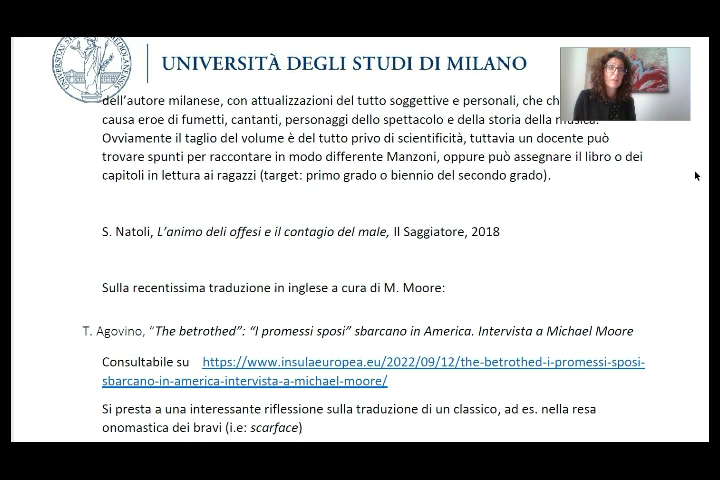 UNIVERSITÀ DEGLI STUDI DI MILANO
dell'autore milanese, con attualizzazioni del tutto soggettive e personali, che
causa eroe di fumetti, cantanti, personaggi dello spettacolo e della storia della musica.
Ovviamente il taglio del volume è del tutto privo di scientificità, tuttavia un docente può
trovare spunti per raccontare in modo differente Manzoni, oppure può assegnare il libro o dei
capitoli in lettura ai ragazzi (target: primo grado o biennio del secondo grado).
S. Natoli, L'animo deli offesi e il contagio del male, Il Saggiatore, 2018
Sulla recentissima traduzione in inglese a cura di M. Moore:
T. Agovino, "The betrothed": "I promessi sposi" sbarcano in America. Intervista a Michael Moore
Consultabile su https://www.insulaeuropea.eu/2022/09/12/the-betrothed-i-promessi-sposi-
sbarcano-in-america-intervista-a-michael-moore/
Si presta a una interessante riflessione sulla traduzione di un classico, ad es. nella resa
onomastica dei bravi (i.e: scarface)